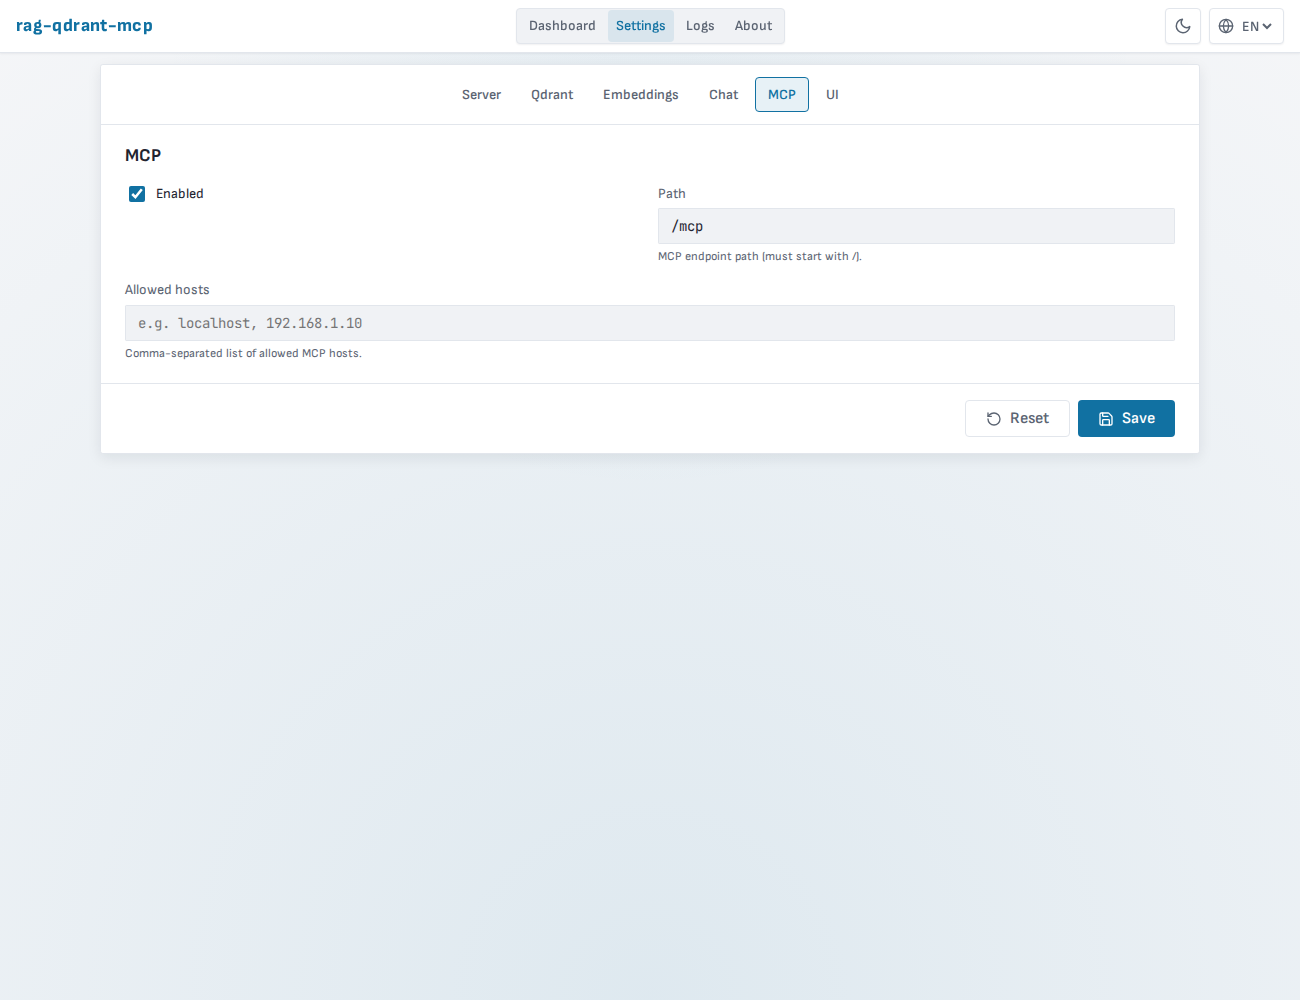 rag-qdrant-mcp
Dashboard Settings Logs About
EN
Server Qdrant Embeddings Chat MCP UI
MCP
Enabled
Path
/mcp
MCP endpoint path (must start with /).
Allowed hosts
e.g. localhost, 192.168.1.10
Comma-separated list of allowed MCP hosts.
Reset Save